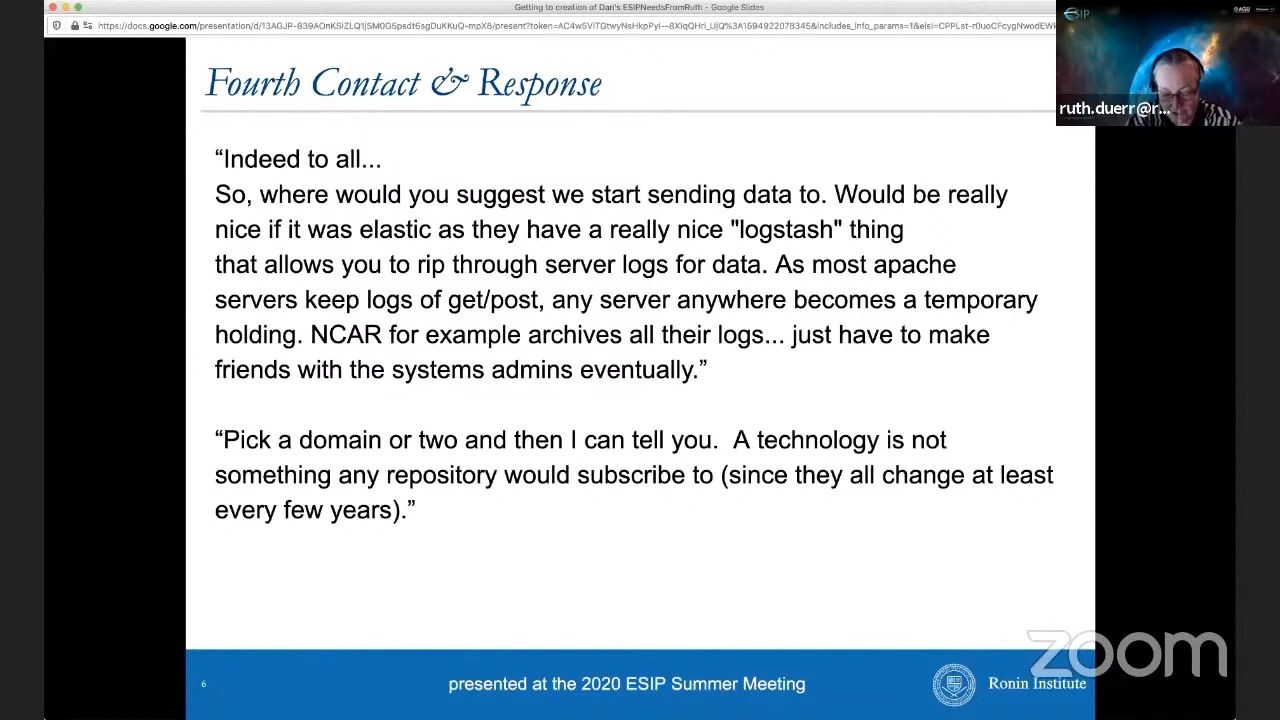 Getting to creation of Dan's ESIPNeedsFromRuth - Google Slides
ESIP
AGU
ruth.duerr@r...
Fourth Contact & Response
“Indeed to all...
So, where would you suggest we start sending data to. Would be really
nice if it was elastic as they have a really nice "logstash" thing
that allows you to rip through server logs for data. As most apache
servers keep logs of get/post, any server anywhere becomes a temporary
holding. NCAR for example archives all their logs... just have to make
friends with the systems admins eventually.”
“Pick a domain or two and then I can tell you. A technology is not
something any repository would subscribe to (since they all change at least
every few years).”
zoom
6
presented at the 2020 ESIP Summer Meeting
Ronin Institute